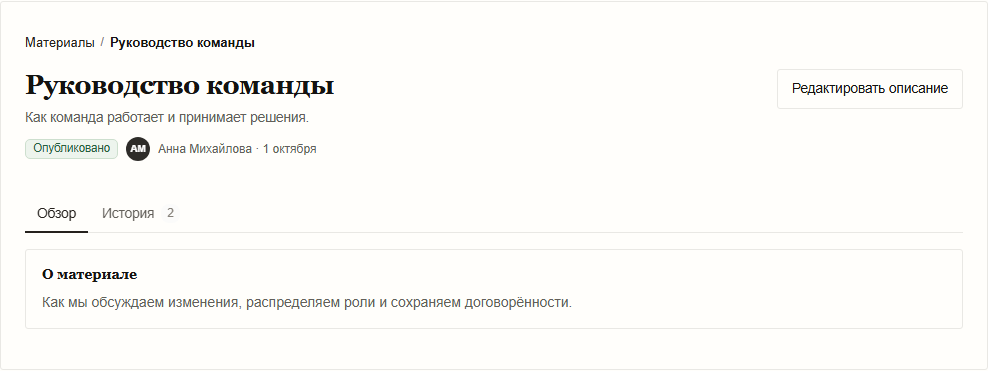 Материалы / Руководство команды
Руководство команды
Редактировать описание
Как команда работает и принимает решения.
Опубликовано АМ Анна Михайлова · 1 октября
Обзор История 2
О материале
Как мы обсуждаем изменения, распределяем роли и сохраняем договорённости.